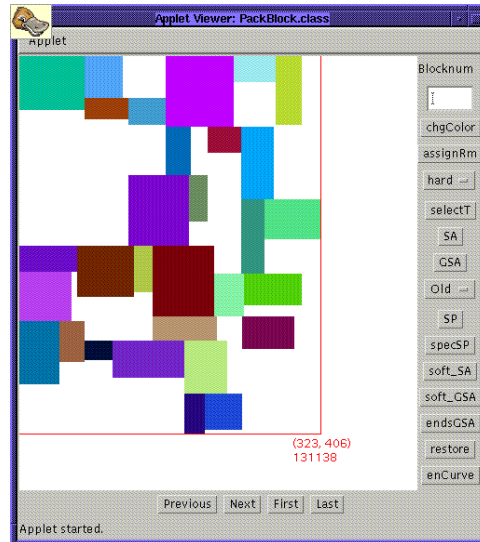 Applet Viewer: PackBlock.class
Applet
Blocknum
chgColor
assignRm
hard
selectT
SA
GSA
Old
SP
specSP
soft_SA
soft_GSA
endsGSA
restore
enCurve
(323, 406)
131138
Previous Next First Last
Applet started.